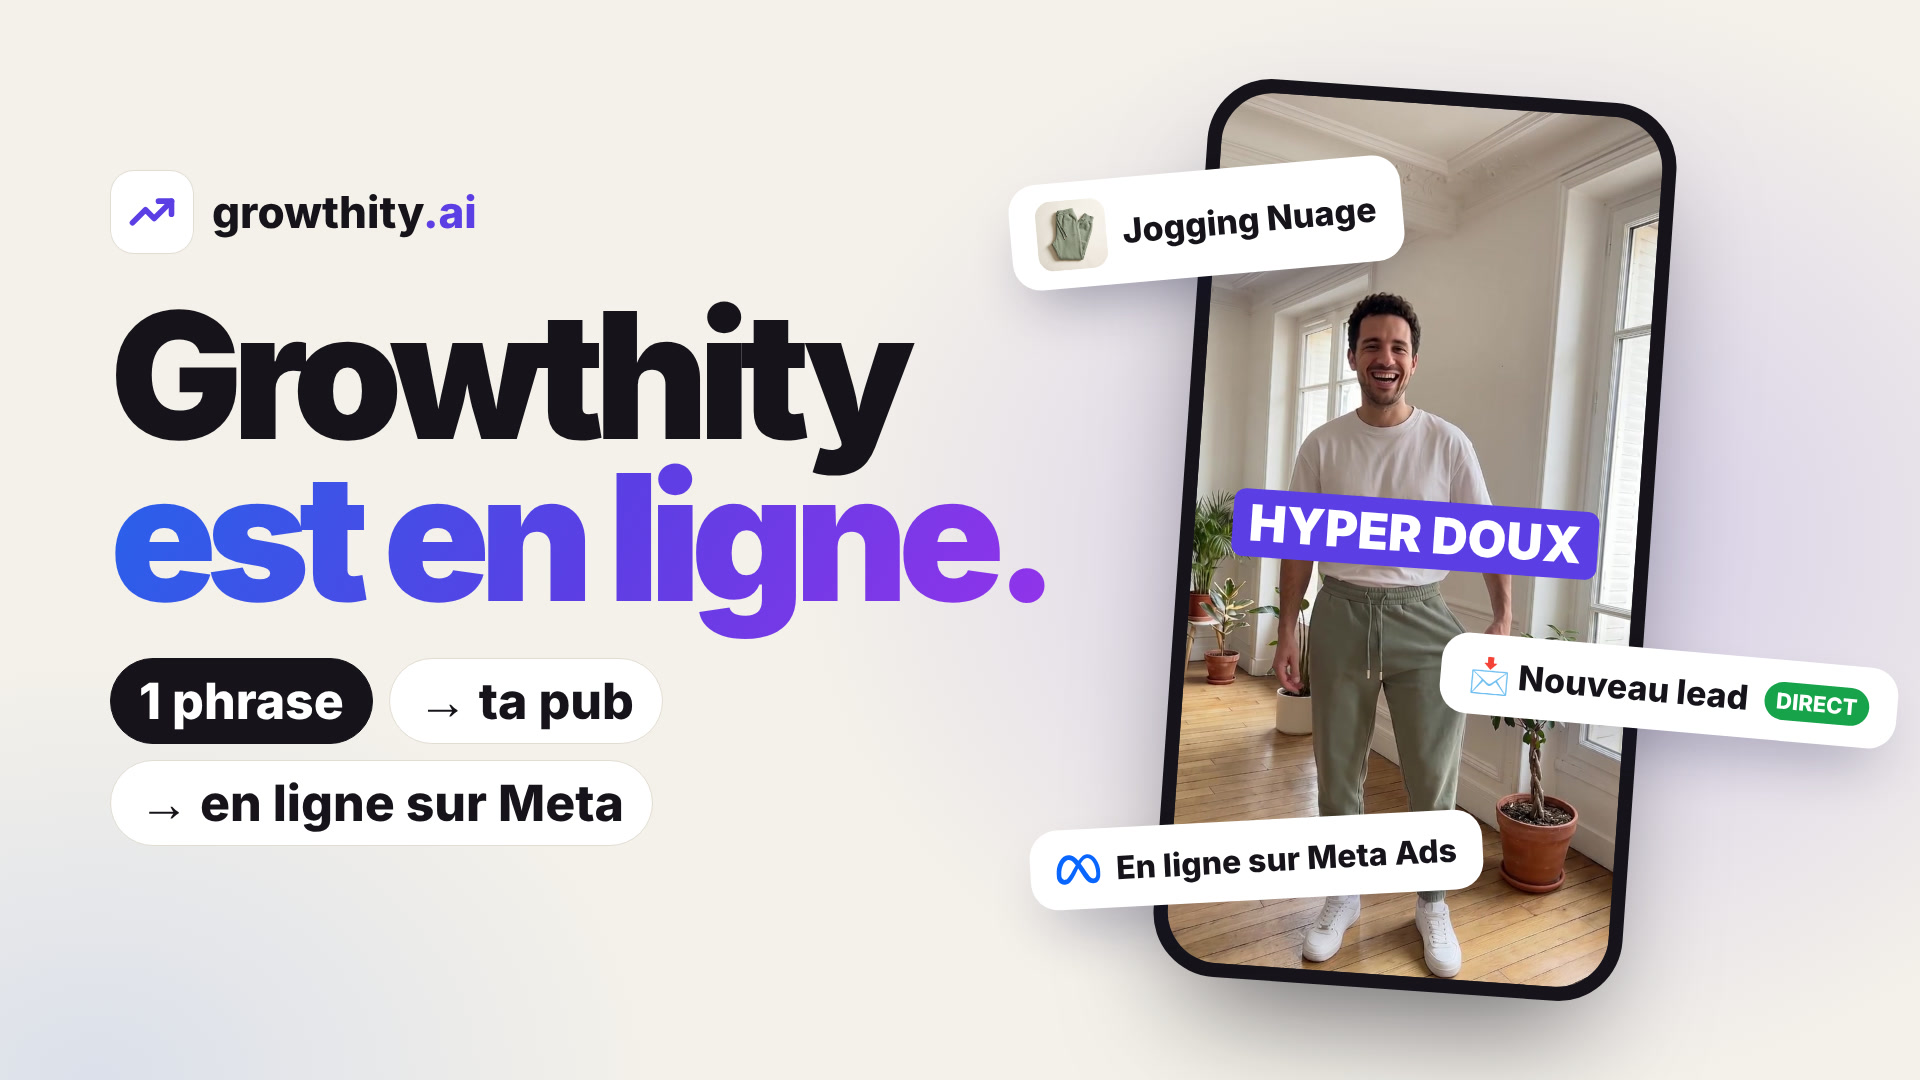 growthity.ai
Growthity
est en ligne.
1 phrase
→ ta pub
→ en ligne sur Meta
Jogging Nuage
HYPER DOUX
Nouveau lead DIRECT
En ligne sur Meta Ads